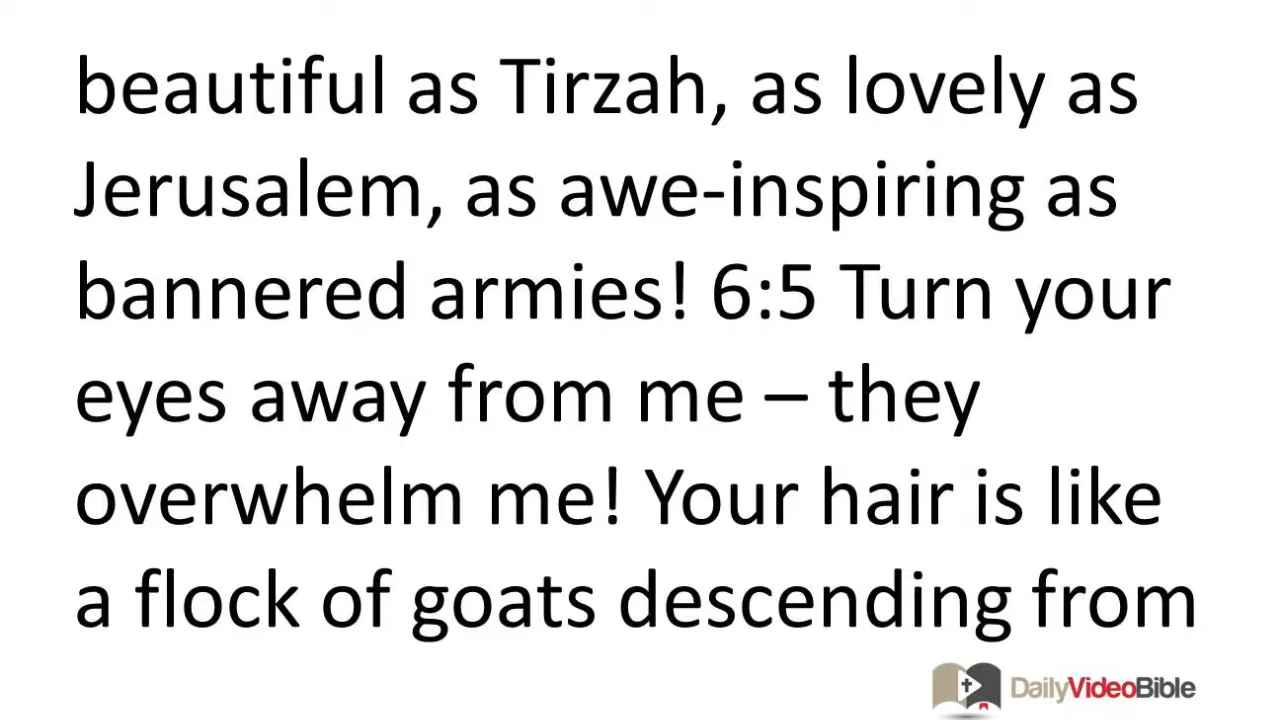 beautiful as Tirzah, as lovely as
Jerusalem, as awe-inspiring as
bannered armies! 6:5 Turn your
eyes away from me – they
overwhelm me! Your hair is like
a flock of goats descending from
DailyVideoBible